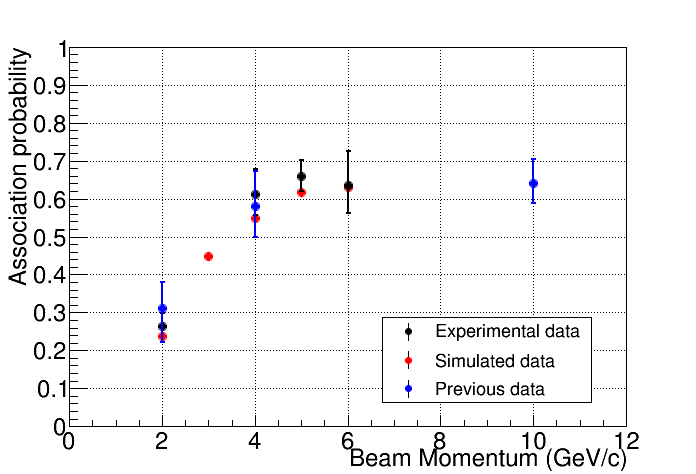 Association probability
1
0.9
0.8
0.7
0.6
0.5
0.4
0.3
0.2
0.1
0
Experimental data
Simulated data
Previous data
0 2 4 6 8 10 12
Beam Momentum (GeV/c)